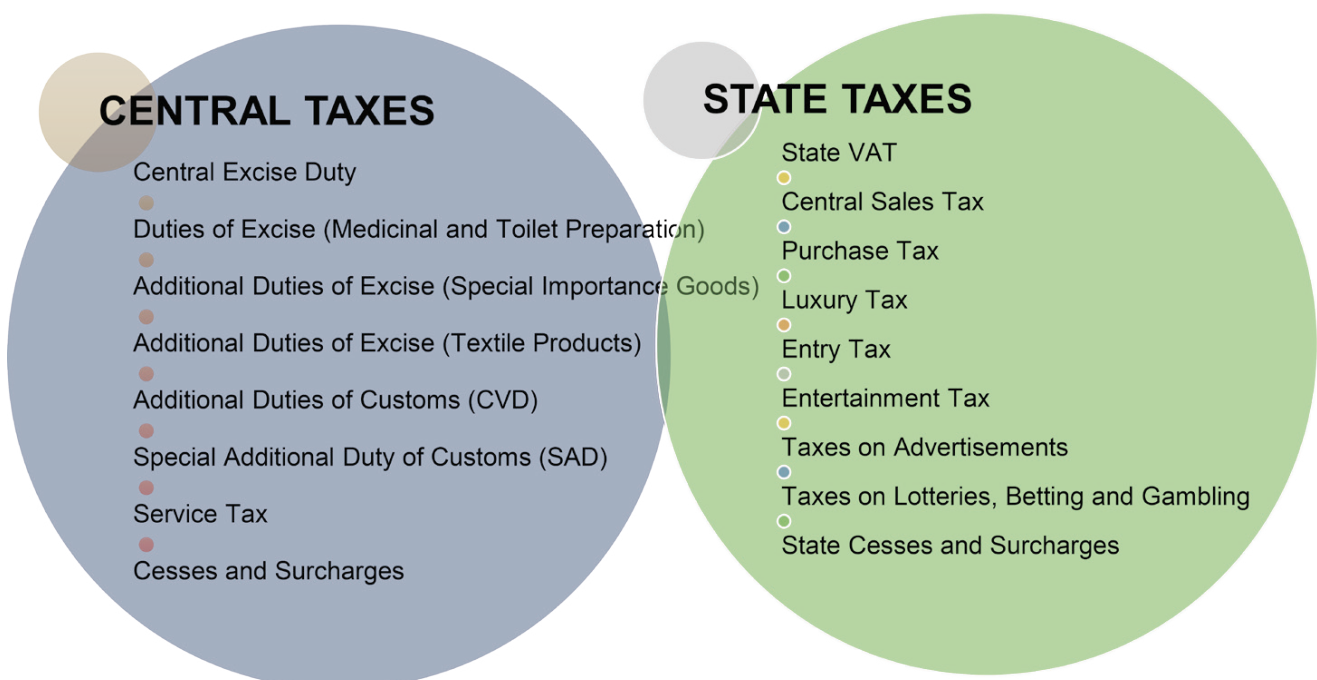 CENTRAL TAXES
Central Excise Duty
Duties of Excise (Medicinal and Toilet Preparation)
Additional Duties of Excise (Special Importance Goods)
Additional Duties of Excise (Textile Products)
Additional Duties of Customs (CVD)
Special Additional Duty of Customs (SAD)
Service Tax
Cesses and Surcharges
STATE TAXES
State VAT
Central Sales Tax
Purchase Tax
Luxury Tax
Entry Tax
Entertainment Tax
Taxes on Advertisements
Taxes on Lotteries, Betting and Gambling
State Cesses and Surcharges